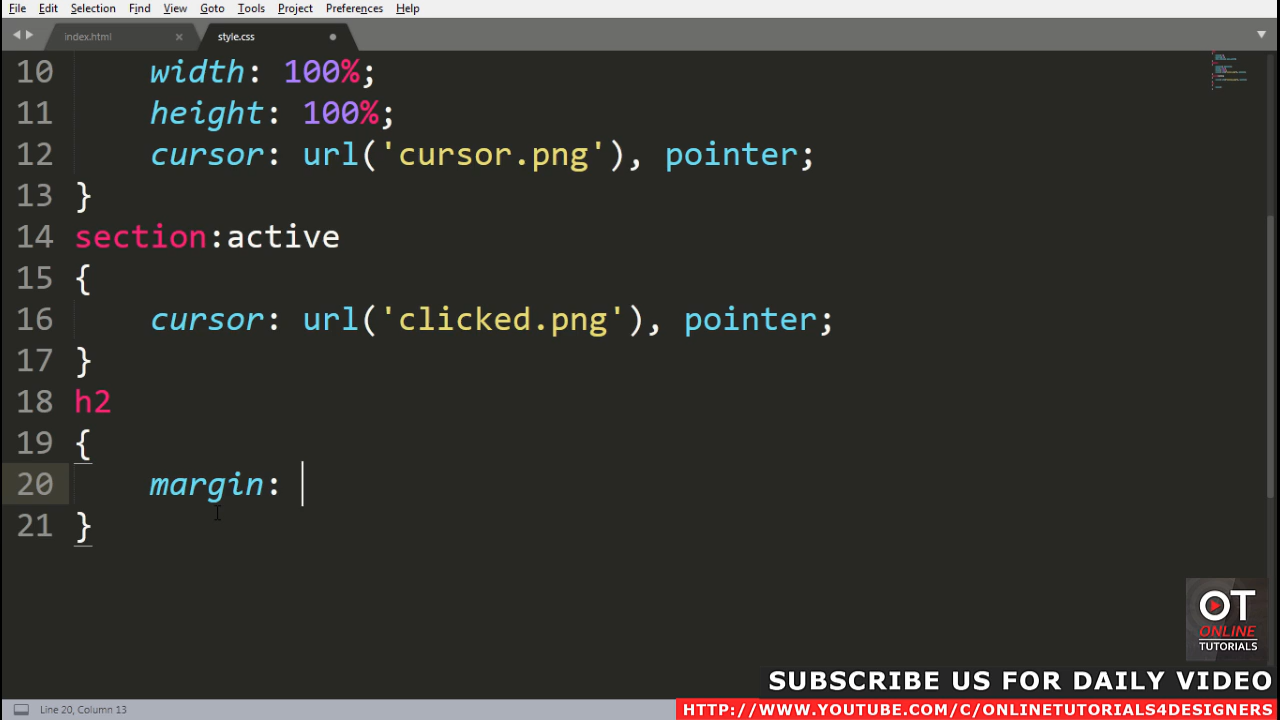 File Edit Selection Find View Goto Tools Project Preferences Help
index.html style.css
10 width: 100%;
11 height: 100%;
12 cursor: url('cursor.png'), pointer;
13 }
14 section:active
15 {
16 cursor: url('clicked.png'), pointer;
17 }
18 h2
19 {
20 margin:
21 }
OT
ONLINE
TUTORIALS
SUBSCRIBE US FOR DAILY VIDEO
Line 20, Column 13
HTTP://WWW.YOUTUBE.COM/C/ONLINETUTORIALS4DESIGNERS